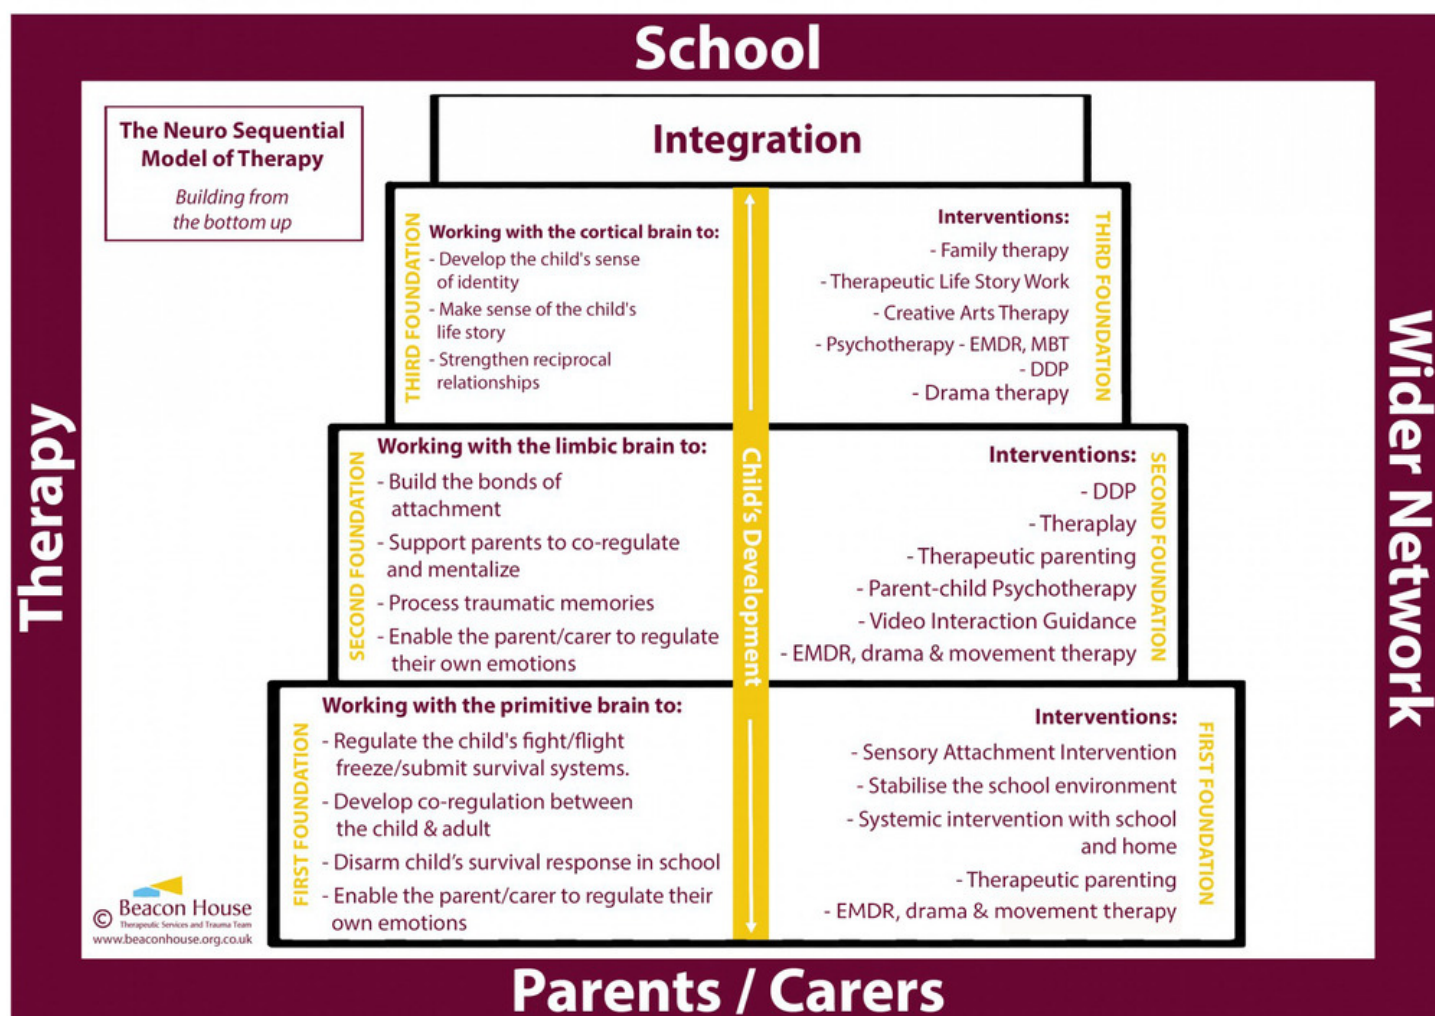 School
The Neuro Sequential
Model of Therapy
Building from
the bottom up
Integration
THIRD FOUNDATION
Working with the cortical brain to:
- Develop the child's sense
of identity
- Make sense of the child's
life story
- Strengthen reciprocal
relationships
Interventions:
- Family therapy
- Therapeutic Life Story Work
- Creative Arts Therapy
- Psychotherapy - EMDR, MBT
- DDP
- Drama therapy
THIRD FOUNDATION
SECOND FOUNDATION
Working with the limbic brain to:
- Build the bonds of
attachment
- Support parents to co-regulate
and mentalize
- Process traumatic memories
- Enable the parent/carer to regulate
their own emotions
Child's Development
Interventions:
- DDP
- Theraplay
- Therapeutic parenting
- Parent-child Psychotherapy
- Video Interaction Guidance
- EMDR, drama & movement therapy
SECOND FOUNDATION
FIRST FOUNDATION
Working with the primitive brain to:
- Regulate the child's fight/flight
freeze/submit survival systems.
- Develop co-regulation between
the child & adult
- Disarm child's survival response in school
- Enable the parent/carer to regulate their
own emotions
Interventions:
- Sensory Attachment Intervention
- Stabilise the school environment
- Systemic intervention with school
and home
- Therapeutic parenting
- EMDR, drama & movement therapy
FIRST FOUNDATION
© Beacon House
Therapeutic Services and Trauma Team
www.beaconhouse.org.uk
Therapy
Wider Network
Parents / Carers